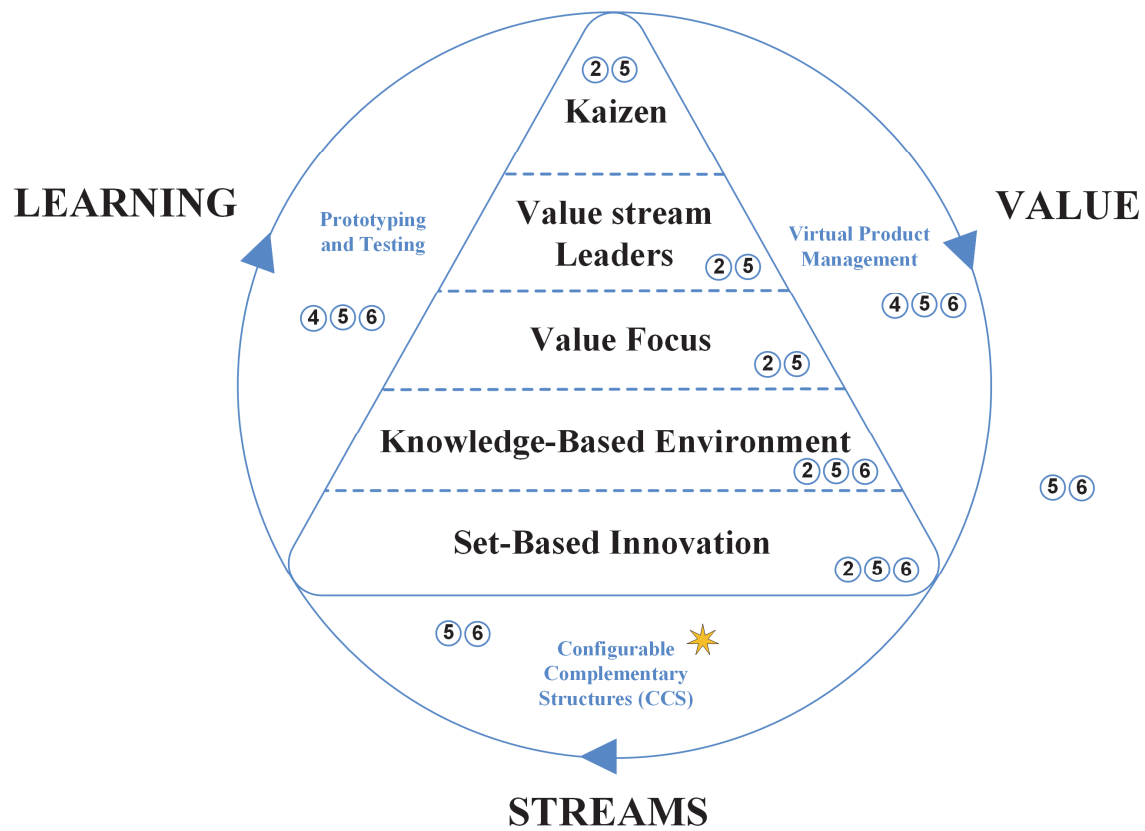 2 5
Kaizen
LEARNING
VALUE
Prototyping
and Testing
Value stream
Leaders
2 5
Virtual Product
Management
4 5 6
4 5 6
Value Focus
2 5
Knowledge-Based Environment
2 5 6
5 6
Set-Based Innovation
2 5 6
5 6
Configurable
Complementary
Structures (CCS)
STREAMS